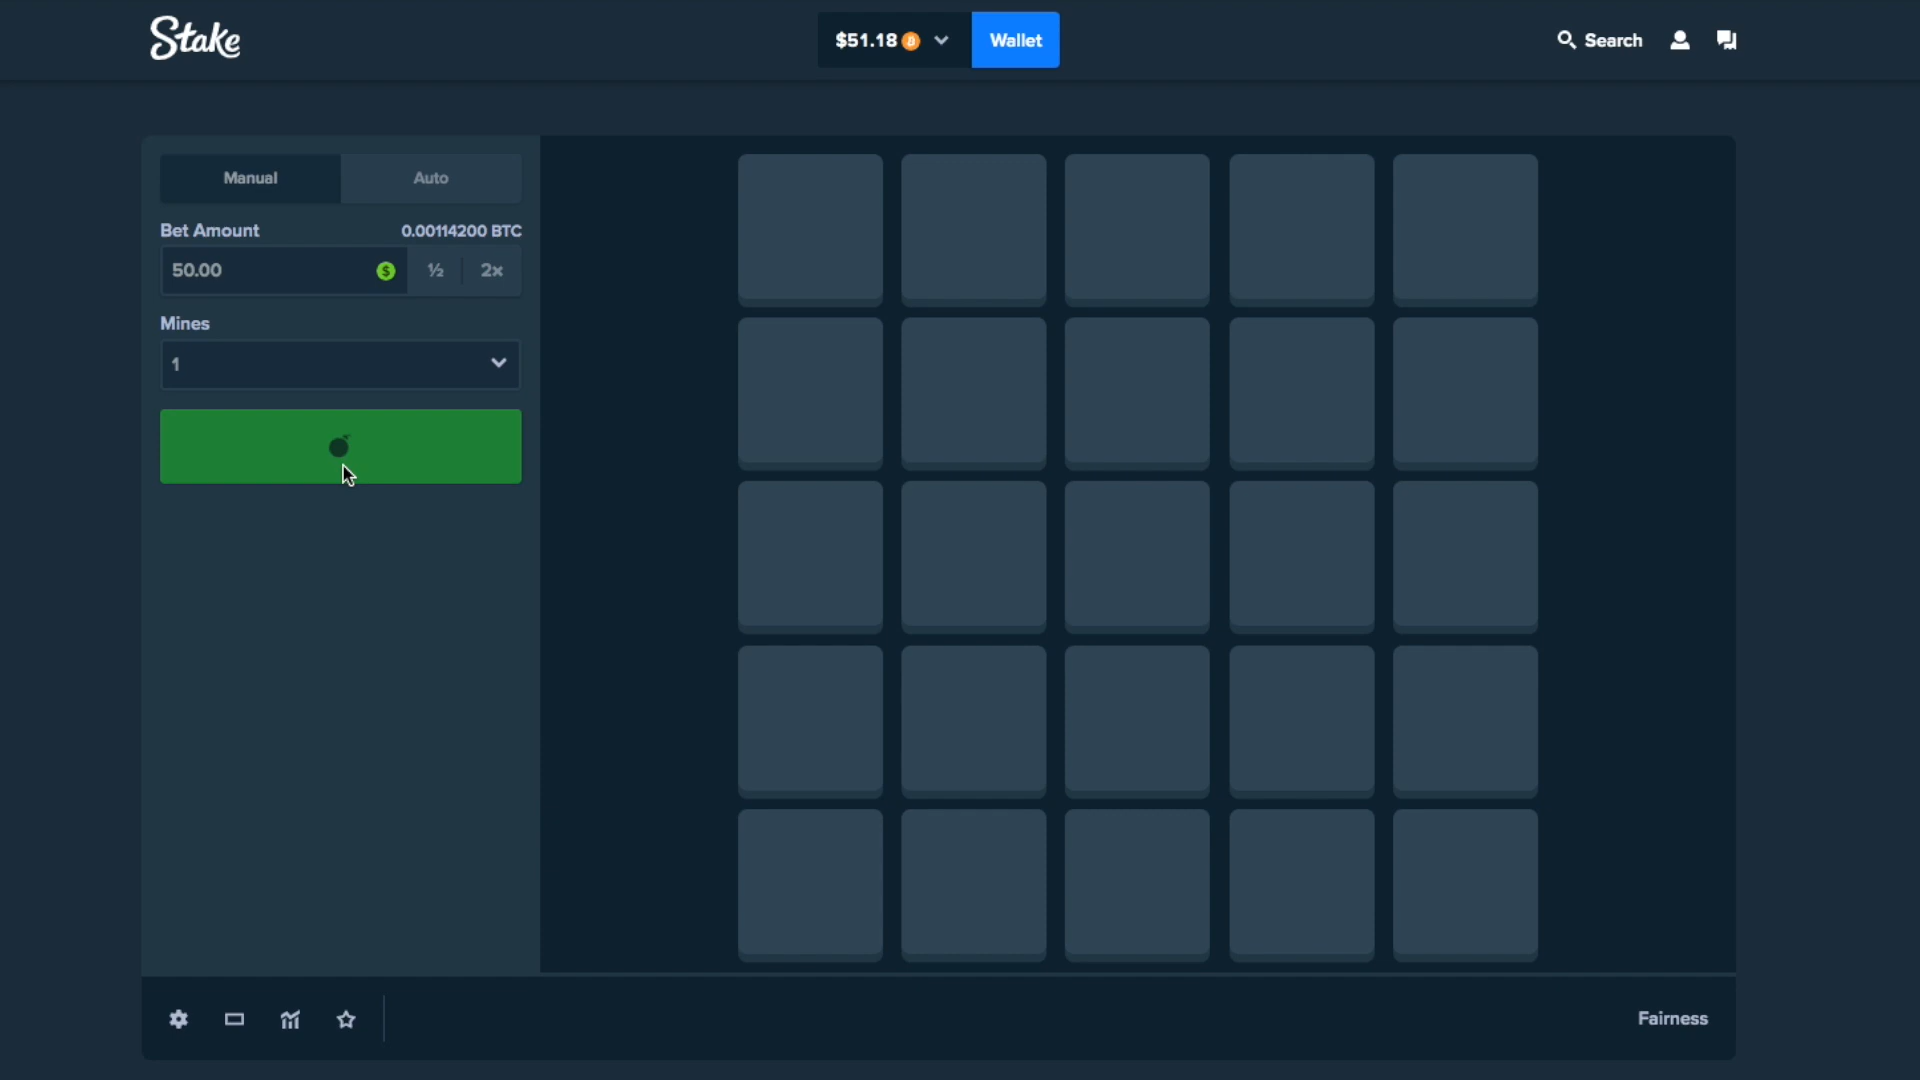 Stake
$51.18
Wallet
Search
Manual
Auto
Bet Amount
0.00114200 BTC
50.00
$
½
2×
Mines
1
Fairness